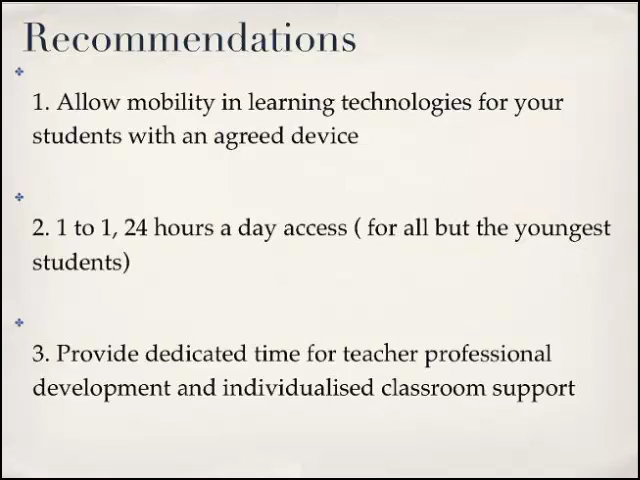 Recommendations
1. Allow mobility in learning technologies for your
students with an agreed device
2. 1 to 1, 24 hours a day access ( for all but the youngest
students)
3. Provide dedicated time for teacher professional
development and individualised classroom support